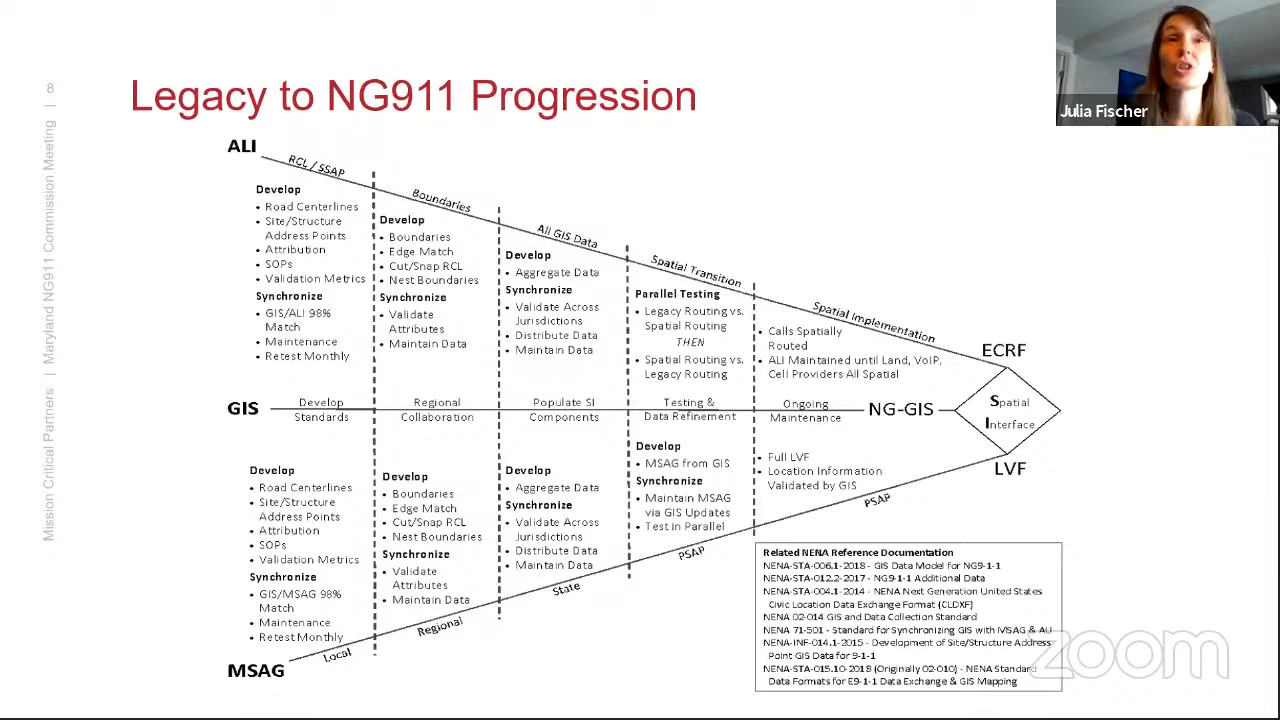 Legacy to NG911 Progression
Julia Fischer
Mission Critical Partners | Maryland NG911 Commission Meeting | 8
ALI
RCL / SSAP
Boundaries
All GIS Data
Spatial Transition
Spatial Implementation
Develop
• Road Centerlines
• Site/Structure
Address Points
• Attribution
• SOPs
• Validation Metrics
Synchronize
• GIS/ALI 98%
Match
• Maintenance
• Retest Monthly
Develop
• Boundaries
• Edge Match
• Cut/Snap RCL
• Nest Boundaries
Synchronize
• Validate
Attributes
• Maintain Data
Develop
• Aggregate Data
Synchronize
• Validate Across
Jurisdictions
• Distribute Data
• Maintain Data
Parallel Testing
• Legacy Routing vs.
Spatial Routing
THEN
• Spatial Routing vs.
Legacy Routing
• Calls Spatially
Routed
• ALI Maintained until Land, VoIP,
Cell Providers All Spatial
ECRF
GIS
Develop
Standards
Regional
Collaboration
Populate SI
Components
Testing &
Data Refinement
Ongoing
Maintenance
NG-GIS
Spatial
Interface
LVF
Develop
• Road Centerlines
• Site/Structure
Address Points
• Attribution
• SOPs
• Validation Metrics
Synchronize
• GIS/MSAG 98%
Match
• Maintenance
• Retest Monthly
Develop
• Boundaries
• Edge Match
• Cut/Snap RCL
• Nest Boundaries
Synchronize
• Validate
Attributes
• Maintain Data
Develop
• Aggregate Data
Synchronize
• Validate Across
Jurisdictions
• Distribute Data
• Maintain Data
Develop
• MSAG from GIS
Synchronize
• Maintain MSAG
via GIS Updates
• Test in Parallel
• Full LVF
• Location Information
Validated by GIS
MSAG
Local
Regional
State
PSAP
PSAP
Related NENA Reference Documentation
NENA-STA-006.1-2018 - GIS Data Model for NG9-1-1
NENA-STA-012.2-2017 - NG9-1-1 Additional Data
NENA-STA-004.1-2014 - NENA Next Generation United States
Civic Location Data Exchange Format (CLDXF)
NENA 02-014 GIS and Data Collection Standard
NENA 71-501 - Standard for Synchronizing GIS with MSAG & ALI
NENA-INF-014.1-2015 - Development of Site/Structure Address
Point GIS Data for 9-1-1
NENA-STA-015.10-2018 (Originally 02-010) - NENA Standard
Data Formats for E9-1-1 Data Exchange & GIS Mapping
zoom